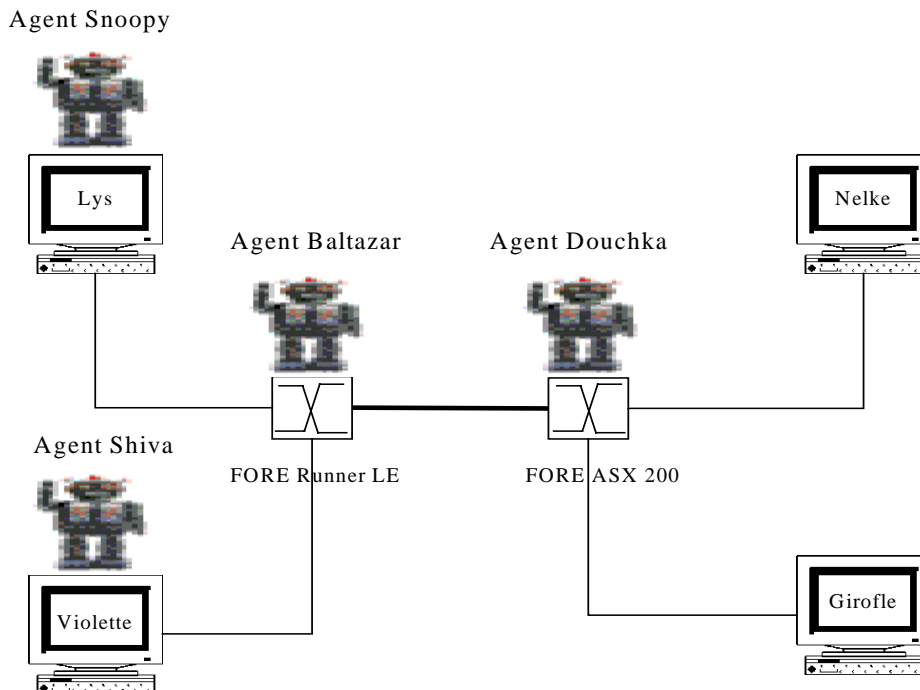 Agent Snoopy
Lys
Nelke
Agent Baltazar
Agent Douchka
Agent Shiva
FORE Runner LE
FORE ASX 200
Violette
Girofle